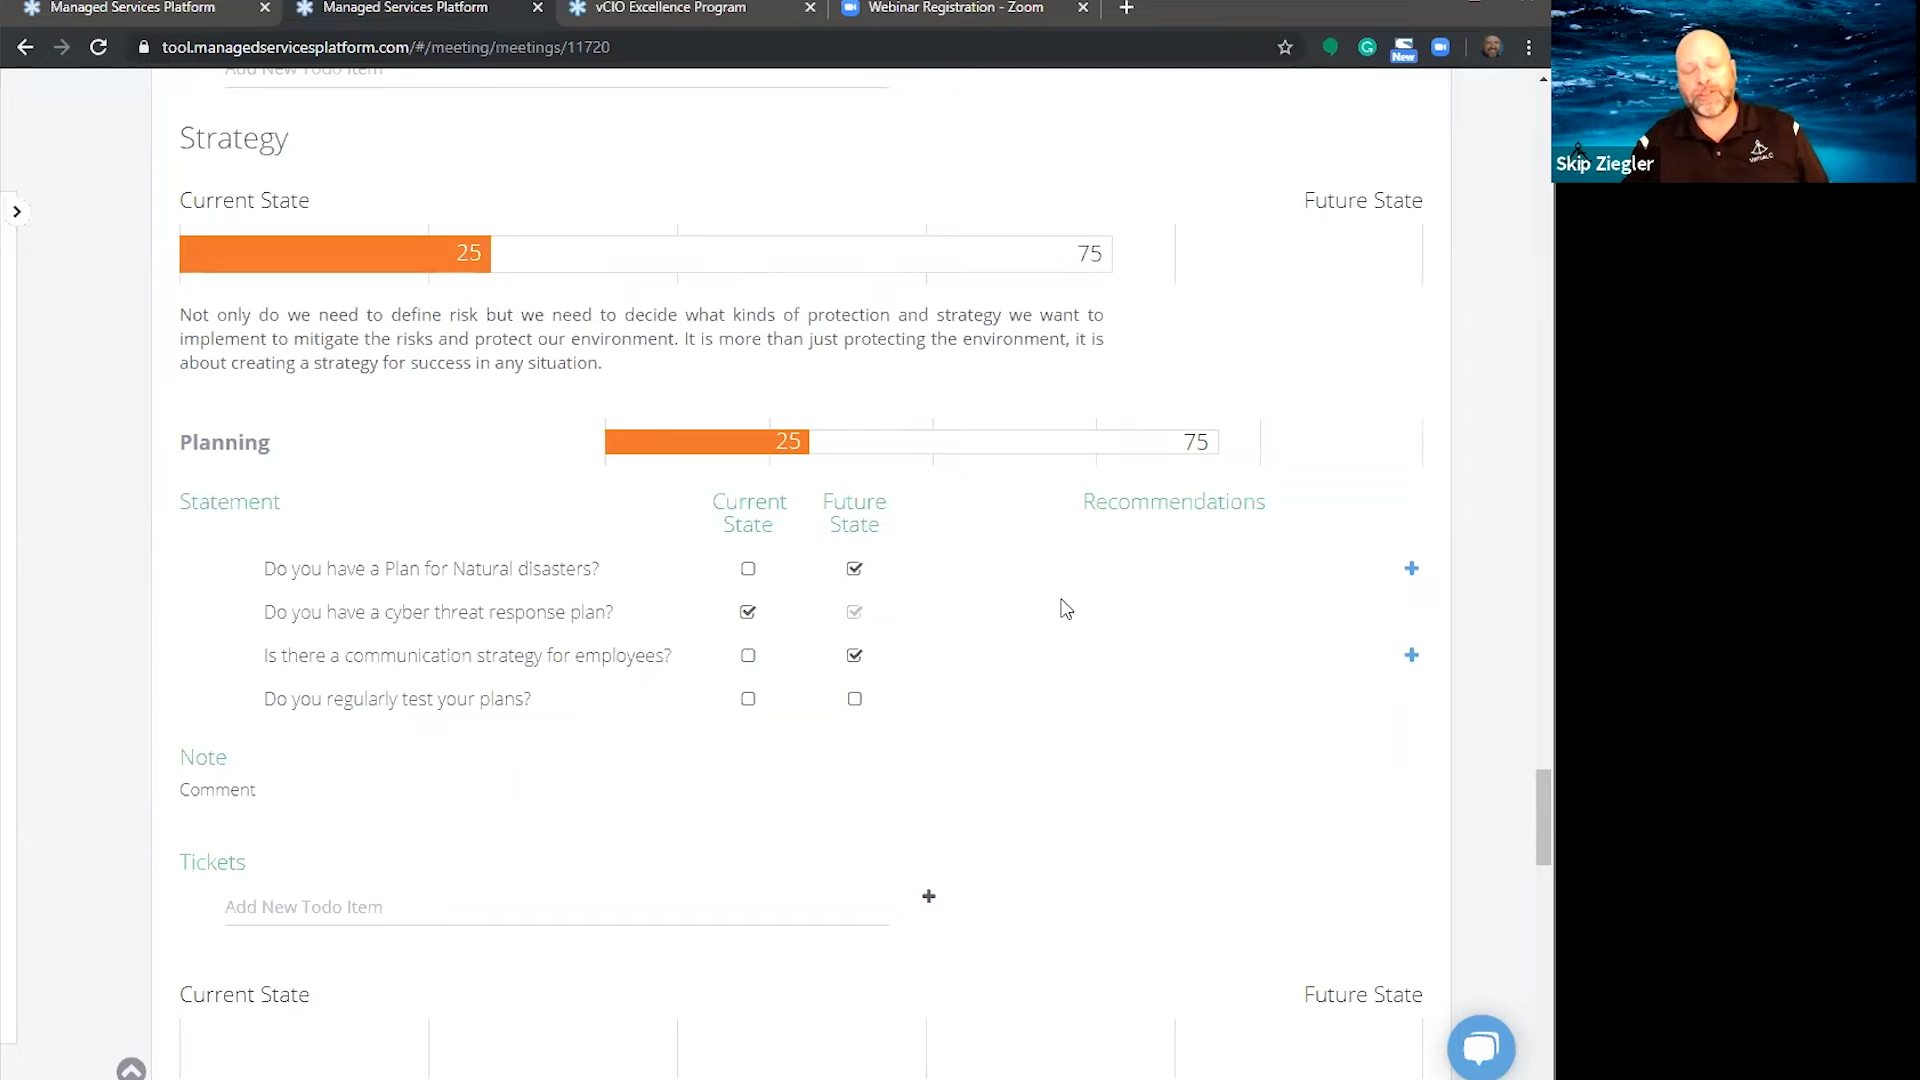 Managed Services Platform
Managed Services Platform
vCIO Excellence Program
Webinar Registration - Zoom
tool.managedservicesplatform.com/#/meeting/meetings/11720
New
Add New Todo Item
Skip Ziegler
VIRTUAL C
Strategy
Current State
Future State
25
75
Not only do we need to define risk but we need to decide what kinds of protection and strategy we want to
implement to mitigate the risks and protect our environment. It is more than just protecting the environment, it is
about creating a strategy for success in any situation.
Planning
25
75
Statement
Current State
Future State
Recommendations
Do you have a Plan for Natural disasters?
Do you have a cyber threat response plan?
Is there a communication strategy for employees?
Do you regularly test your plans?
Note
Comment
Tickets
Add New Todo Item
Current State
Future State